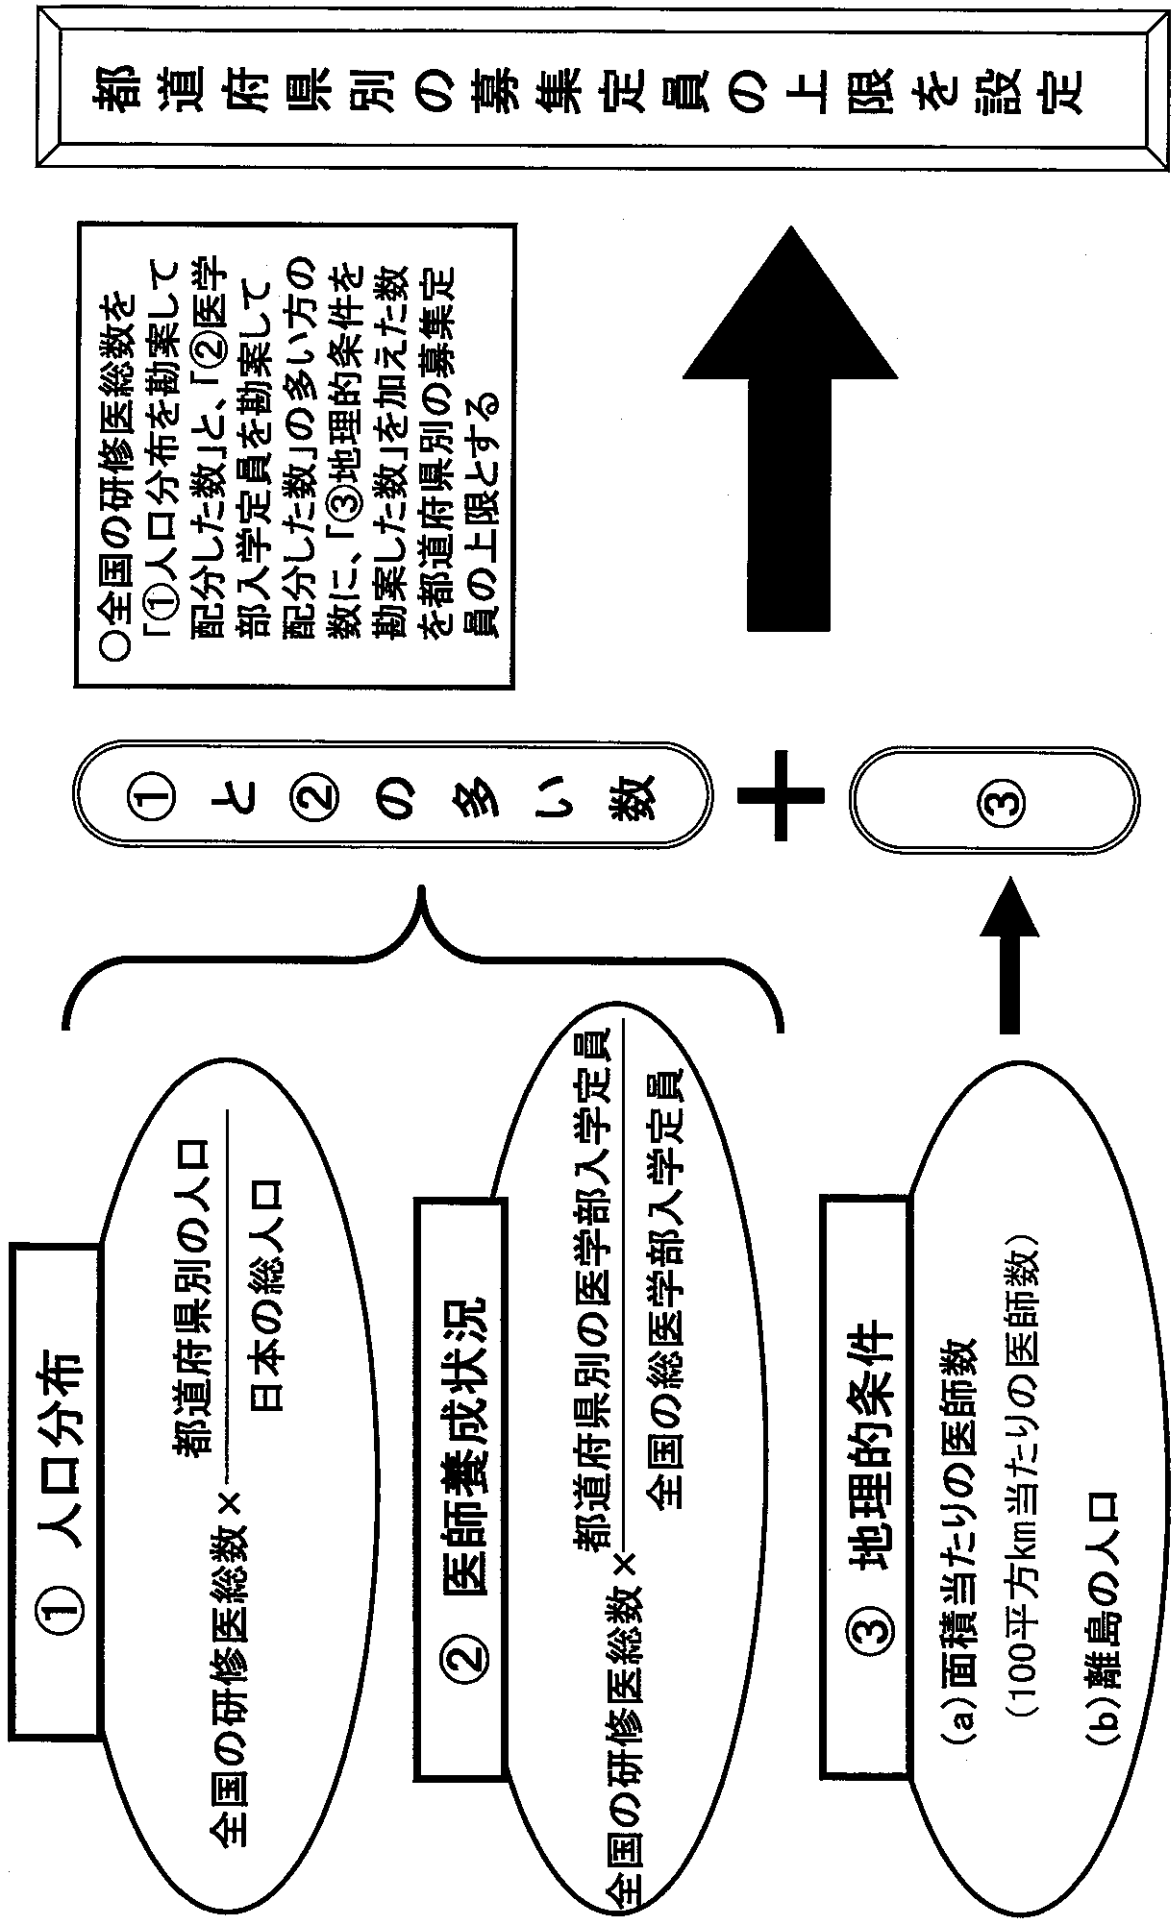 ① 人口分布
全国の研修医総数×
都道府県別の人口
日本の総人口
② 医師養成状況
全国の研修医総数×
都道府県別の医学部入学定員
全国の総医学部入学定員
③ 地理的条件
(a)面積当たりの医師数
(100平方km当たりの医師数)
(b)離島の人口
①と②の多い数
＋
③
○全国の研修医総数を
「①人口分布を勘案して
配分した数」と、「②医学
部入学定員を勘案して
配分した数」の多い方の
数に、「③地理的条件を
勘案した数」を加えた数
を都道府県別の募集定
員の上限とする
都道府県別の募集定員の上限を設定